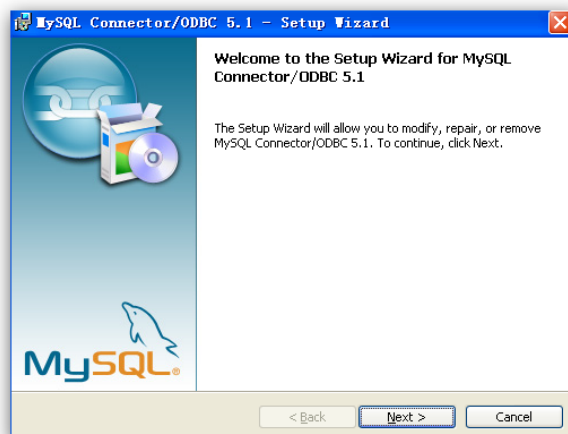 MySQL Connector/ODBC 5.1 - Setup Wizard
Welcome to the Setup Wizard for MySQL
Connector/ODBC 5.1
The Setup Wizard will allow you to modify, repair, or remove
MySQL Connector/ODBC 5.1. To continue, click Next.
MySQL®
< Back Next > Cancel